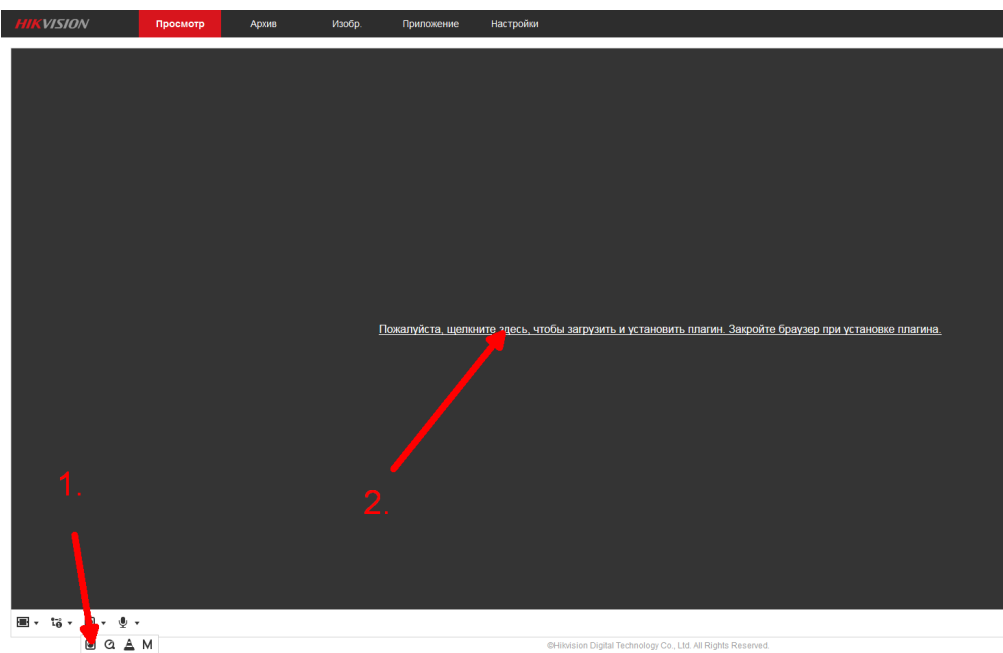 HIKVISION Просмотр Архив Изобр. Приложение Настройки
Пожалуйста, щелкните здесь, чтобы загрузить и установить плагин. Закройте браузер при установке плагина.
1.
2.
M
©Hikvision Digital Technology Co., Ltd. All Rights Reserved.